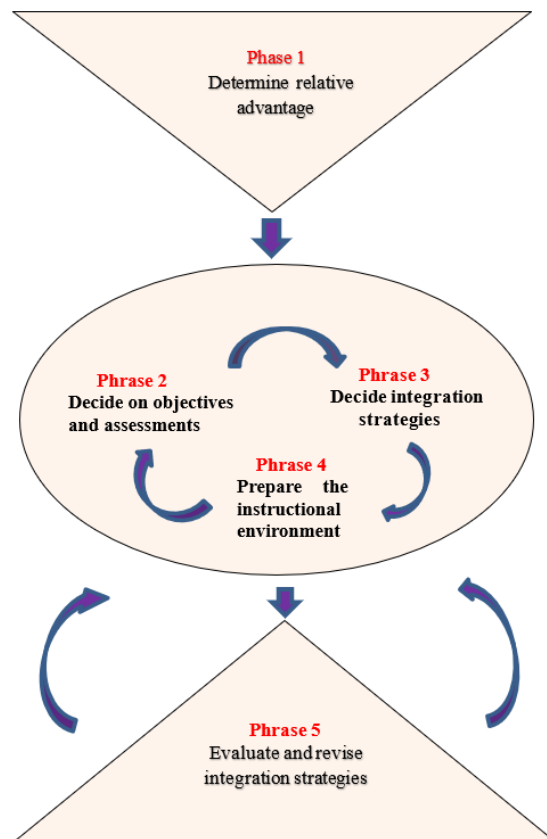 Phase 1
Determine relative
advantage
Phrase 2
Decide on objectives
and assessments
Phrase 3
Decide integration
strategies
Phrase 4
Prepare the
instructional
environment
Phrase 5
Evaluate and revise
integration strategies